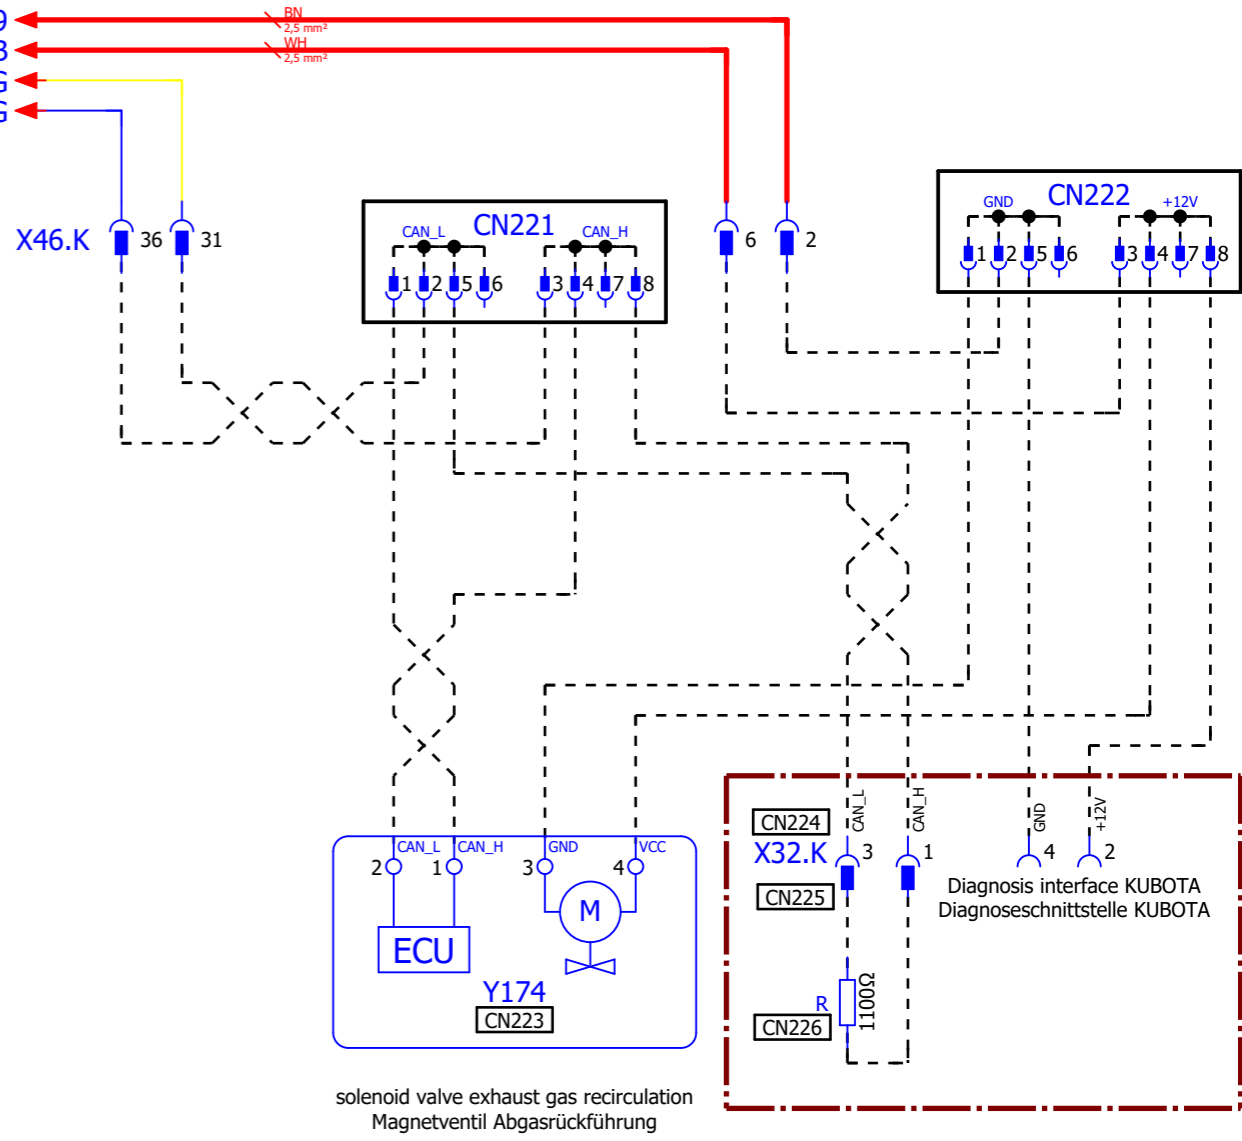 BN
2,5 mm²
WH
2,5 mm²
9
8
X46.K 36 31
CN221
CAN_L CAN_H
1 2 5 6 3 4 7 8
6 2
CN222
GND +12V
1 2 5 6 3 4 7 8
CAN_L CAN_H GND VCC
2 1 3 4
M
ECU
Y174
CN223
solenoid valve exhaust gas recirculation
Magnetventil Abgasrückführung
CAN_L CAN_H GND +12V
CN224
X32.K 3 1 4 2
CN225
Diagnosis interface KUBOTA
Diagnoseschnittstelle KUBOTA
R 1100Ω
CN226